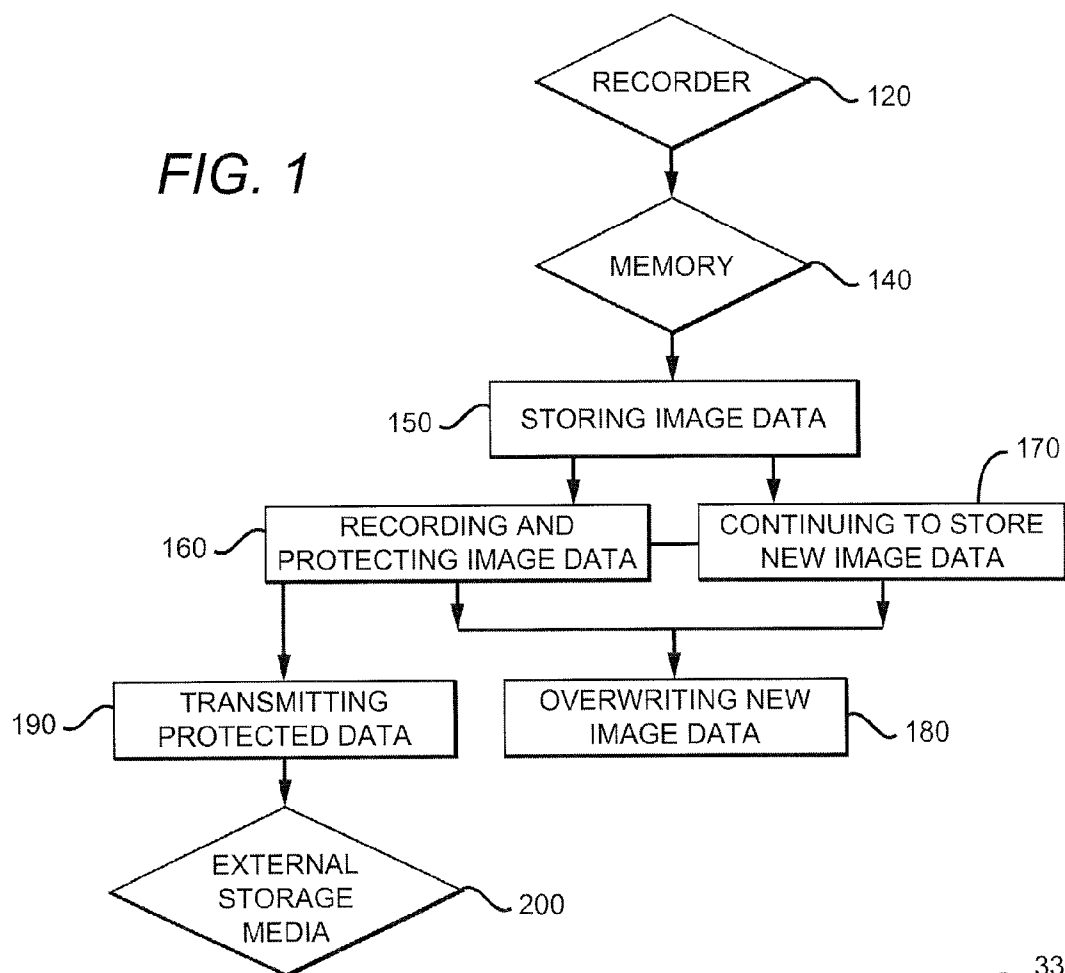 RECORDER
120
FIG. 1
MEMORY
140
STORING IMAGE DATA
150
170
RECORDING AND
PROTECTING IMAGE DATA
160
CONTINUING TO STORE
NEW IMAGE DATA
TRANSMITTING
PROTECTED DATA
190
OVERWRITING NEW
IMAGE DATA
180
EXTERNAL
STORAGE
MEDIA
200
33